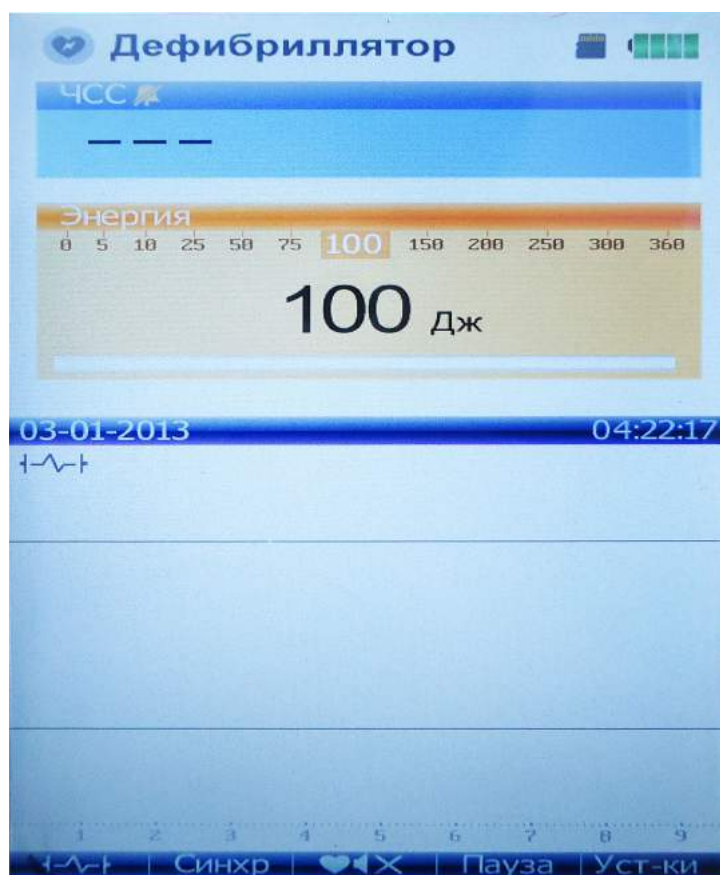 Дефибриллятор
ЧСС
– – –
Энергия
0 5 10 25 50 75 100 150 200 250 300 360
100 Дж
03-01-2013 04:22:17
1 2 3 4 5 6 7 8 9
Синхр Пауза Уст-ки